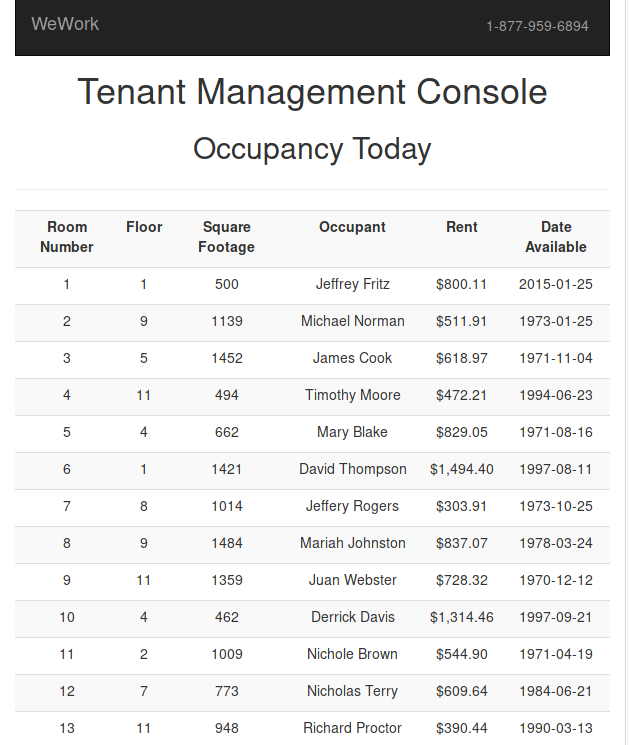 WeWork 1-877-959-6894
Tenant Management Console
Occupancy Today
Room Number Floor Square Footage Occupant Rent Date Available
1 1 500 Jeffrey Fritz $800.11 2015-01-25
2 9 1139 Michael Norman $511.91 1973-01-25
3 5 1452 James Cook $618.97 1971-11-04
4 11 494 Timothy Moore $472.21 1994-06-23
5 4 662 Mary Blake $829.05 1971-08-16
6 1 1421 David Thompson $1,494.40 1997-08-11
7 8 1014 Jeffery Rogers $303.91 1973-10-25
8 9 1484 Mariah Johnston $837.07 1978-03-24
9 11 1359 Juan Webster $728.32 1970-12-12
10 4 462 Derrick Davis $1,314.46 1997-09-21
11 2 1009 Nichole Brown $544.90 1971-04-19
12 7 773 Nicholas Terry $609.64 1984-06-21
13 11 948 Richard Proctor $390.44 1990-03-13